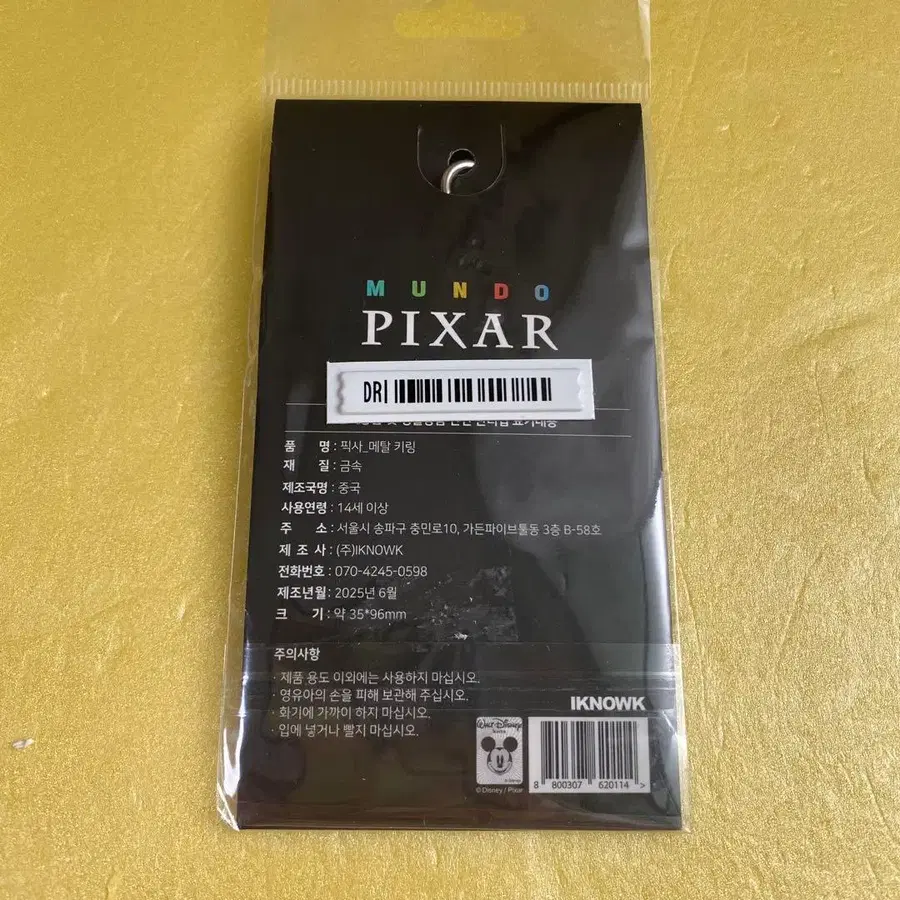 MUNDO
PIXAR
DRI
품 명 : 픽사_메탈 키링
재 질 : 금속
제조국명 : 중국
사용연령 : 14세 이상
주 소 : 서울시 송파구 충민로10, 가든파이브툴동 3층 B-58호
제 조 사 : (주)IKNOWK
전화번호 : 070-4245-0598
제조년월 : 2025년 6월
크 기 : 약 35*96mm
주의사항
· 제품 용도 이외에는 사용하지 마십시오.
· 영유아의 손을 피해 보관해 주십시오.
· 화기에 가까이 하지 마십시오.
· 입에 넣거나 빨지 마십시오.
IKNOWK
WALT DISNEY
© Disney / Pixar
8 800307 620114 >